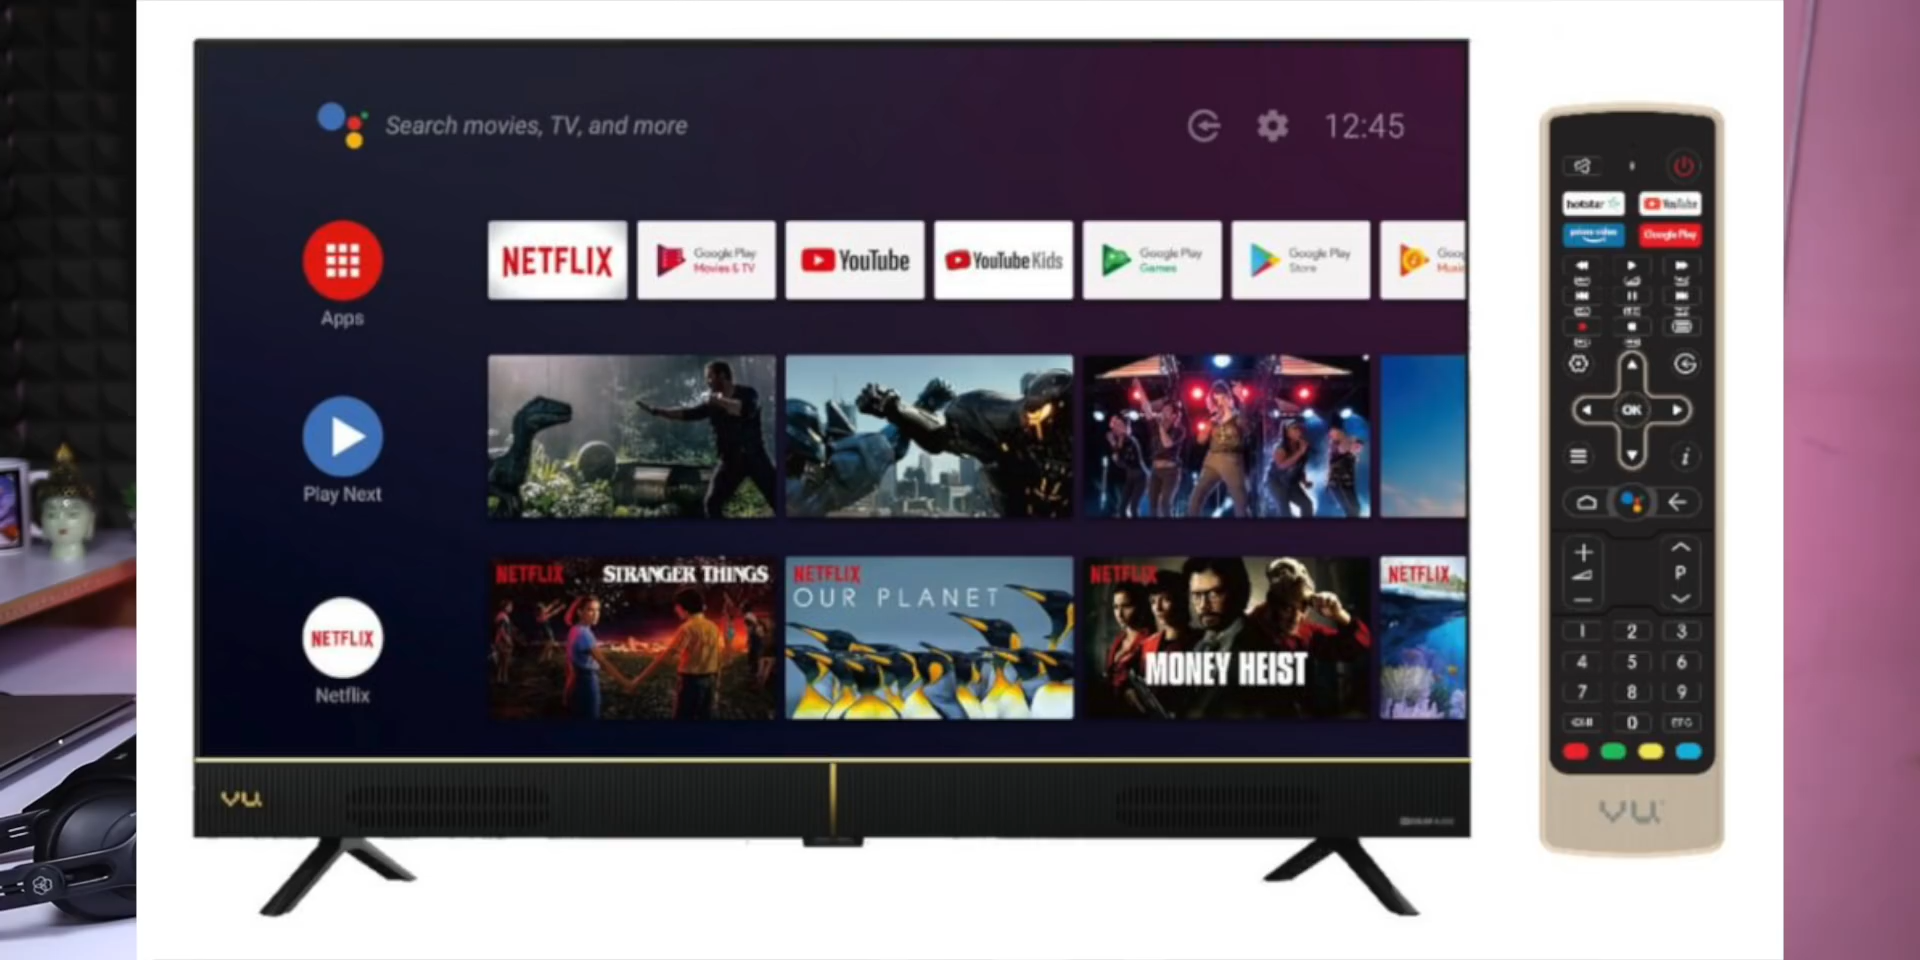 Search movies, TV, and more
12:45
NETFLIX
Google Play
Movies & TV
YouTube
YouTube Kids
Google Play
Games
Google Play
Store
Apps
Play Next
NETFLIX
STRANGER THINGS
NETFLIX
OUR PLANET
NETFLIX
MONEY HEIST
NETFLIX
NETFLIX
Netflix
vu
hotstar
YouTube
prime video
Google Play
OK
i
P
1 2 3
4 5 6
7 8 9
0
vu